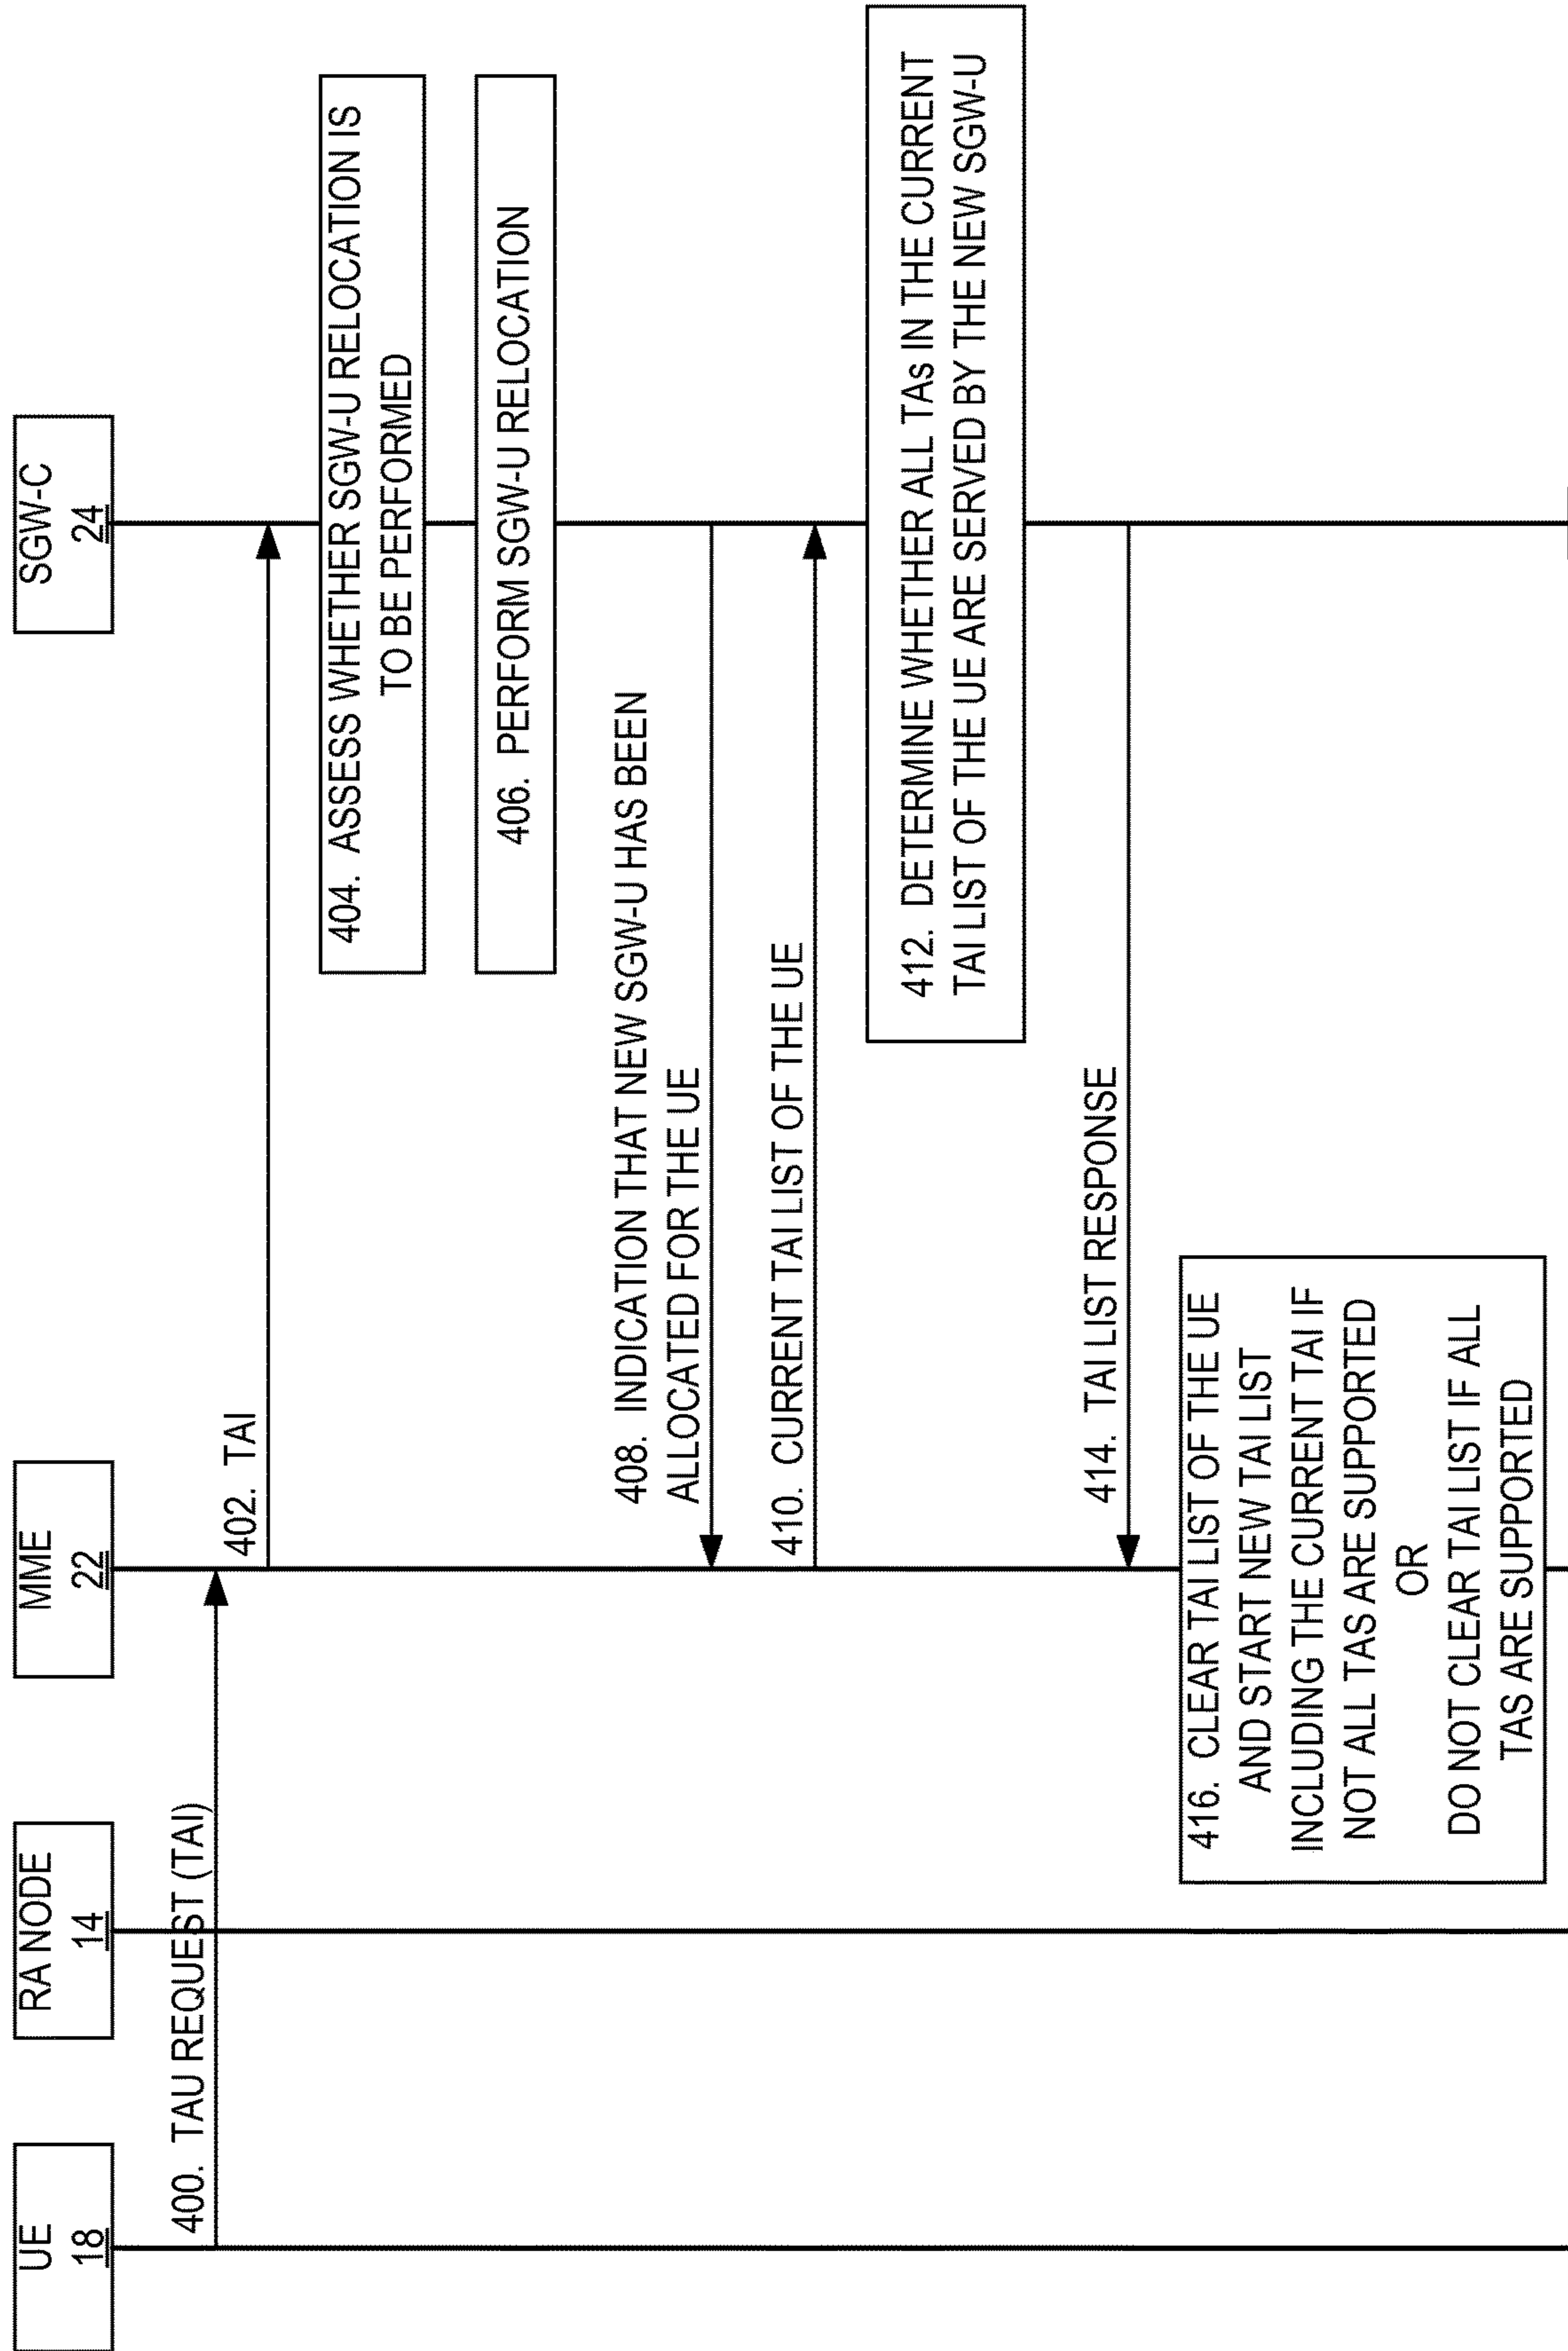 UE
18
RA NODE
14
MME
22
SGW-C
24
400. TAU REQUEST (TAI)
402. TAI
404. ASSESS WHETHER SGW-U RELOCATION IS
TO BE PERFORMED
406. PERFORM SGW-U RELOCATION
408. INDICATION THAT NEW SGW-U HAS BEEN
ALLOCATED FOR THE UE
410. CURRENT TAI LIST OF THE UE
412. DETERMINE WHETHER ALL TAs IN THE CURRENT
TAI LIST OF THE UE ARE SERVED BY THE NEW SGW-U
414. TAI LIST RESPONSE
416. CLEAR TAI LIST OF THE UE
AND START NEW TAI LIST
INCLUDING THE CURRENT TAI IF
NOT ALL TAS ARE SUPPORTED
OR
DO NOT CLEAR TAI LIST IF ALL
TAS ARE SUPPORTED